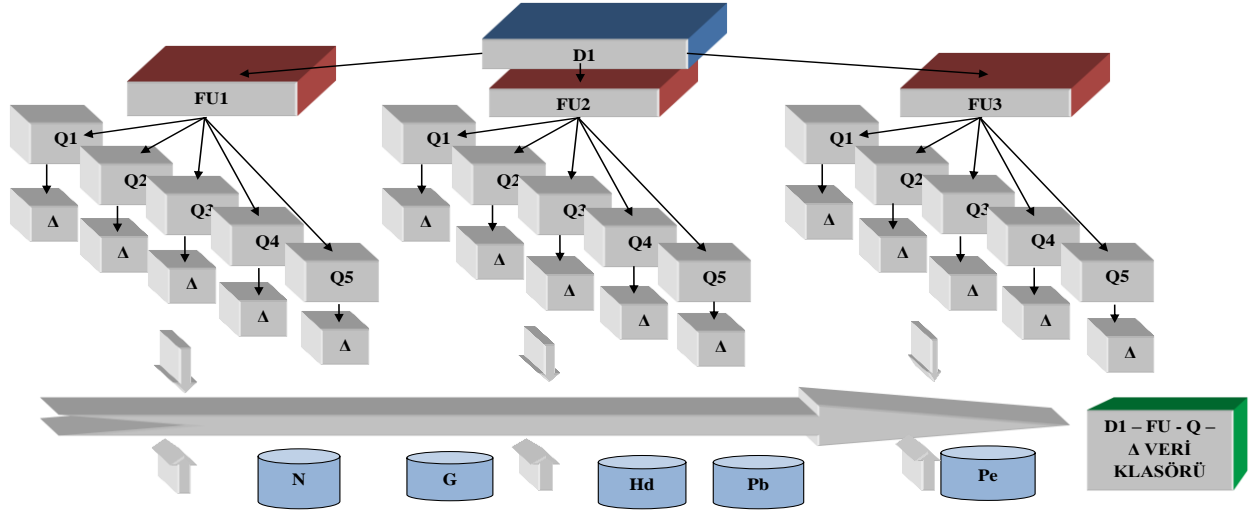 D1
FU1
FU2
FU3
Q1
Q2
Q3
Q4
Q5
Δ
Δ
Δ
Δ
Δ
Q1
Q2
Q3
Q4
Q5
Δ
Δ
Δ
Δ
Δ
Q1
Q2
Q3
Q4
Q5
Δ
Δ
Δ
Δ
Δ
N
G
Hd
Pb
Pe
D1 – FU - Q –
Δ VERİ
KLASÖRÜ